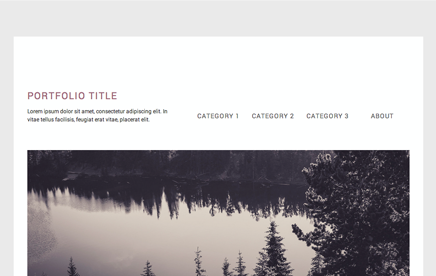 PORTFOLIO TITLE
Lorem ipsum dolor sit amet, consectetur adipiscing elit. In
vitae tellus facilisis, feugiat erat vitae, placerat elit.
CATEGORY 1 CATEGORY 2 CATEGORY 3 ABOUT